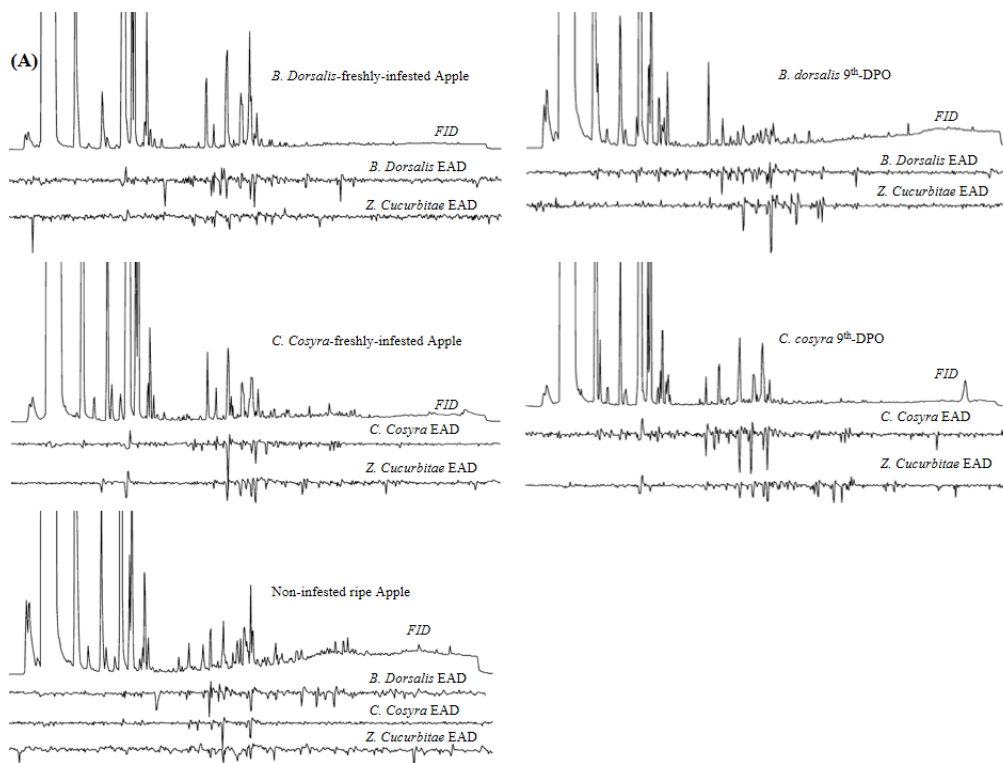 (A)
B. Dorsalis-freshly-infested Apple
FID
B. Dorsalis EAD
Z. Cucurbitae EAD
B. dorsalis 9th-DPO
FID
B. Dorsalis EAD
Z. Cucurbitae EAD
C. Cosyra-freshly-infested Apple
FID
C. Cosyra EAD
Z. Cucurbitae EAD
C. cosyra 9th-DPO
FID
C. Cosyra EAD
Z. Cucurbitae EAD
Non-infested ripe Apple
FID
B. Dorsalis EAD
C. Cosyra EAD
Z. Cucurbitae EAD